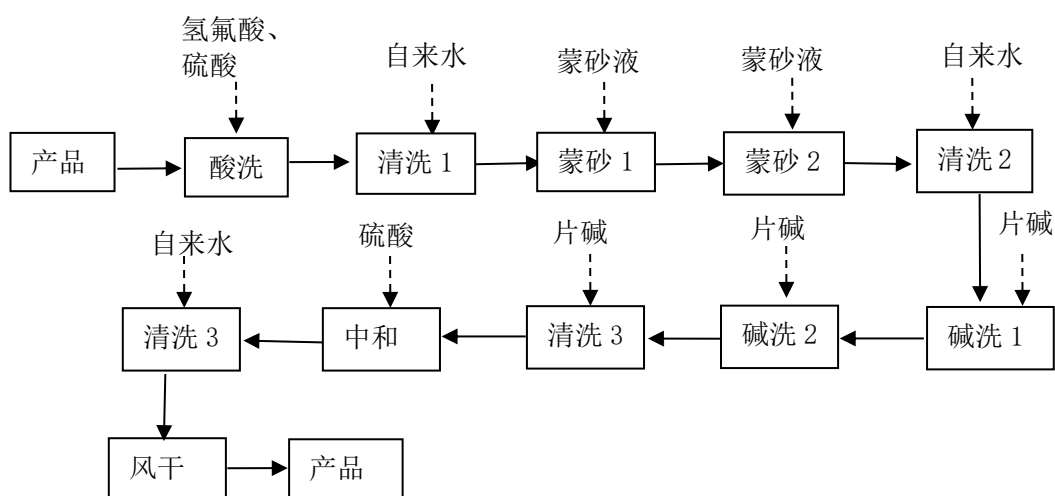 氢氟酸、
硫酸
自来水
蒙砂液
蒙砂液
自来水
产品
酸洗
清洗 1
蒙砂 1
蒙砂 2
清洗 2
自来水
硫酸
片碱
片碱
片碱
清洗 3
中和
清洗 3
碱洗 2
碱洗 1
风干
产品